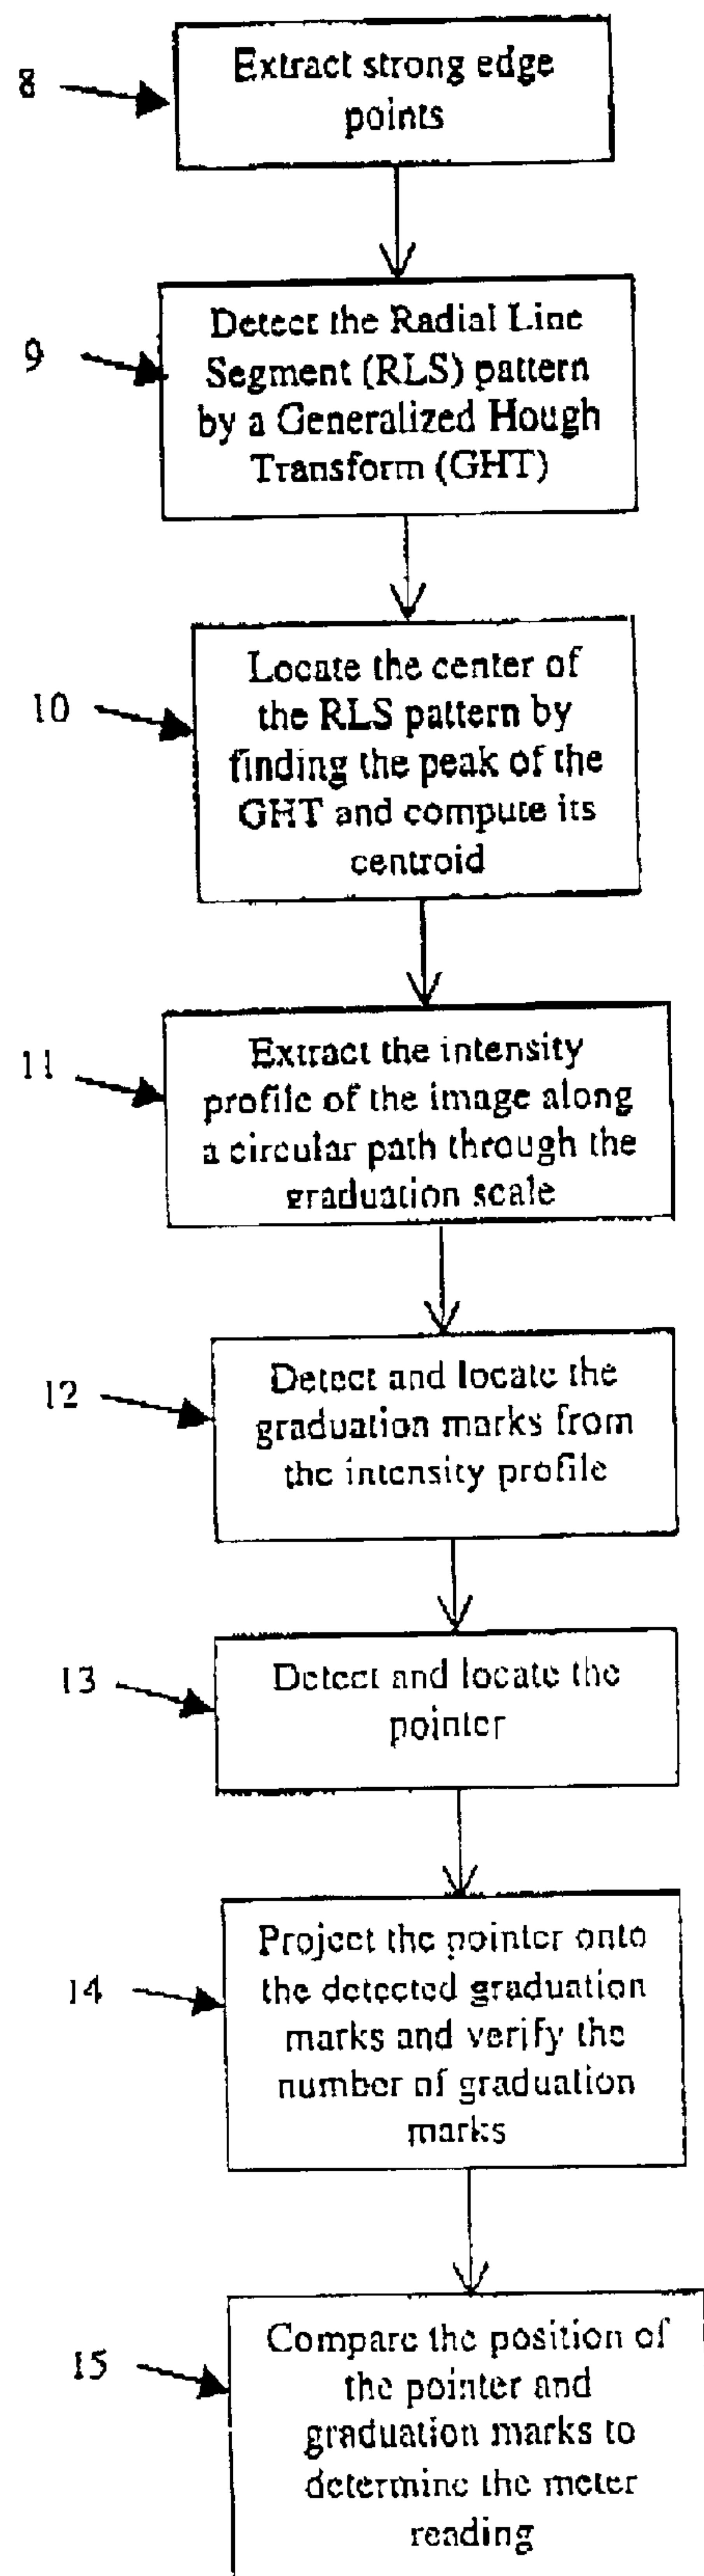 8
Extract strong edge
points
9
Detect the Radial Line
Segment (RLS) pattern
by a Generalized Hough
Transform (GHT)
10
Locate the center of
the RLS pattern by
finding the peak of the
GHT and compute its
centroid
11
Extract the intensity
profile of the image along
a circular path through the
graduation scale
12
Detect and locate the
graduation marks from
the intensity profile
13
Detect and locate the
pointer
14
Project the pointer onto
the detected graduation
marks and verify the
number of graduation
marks
15
Compare the position of
the pointer and
graduation marks to
determine the meter
reading